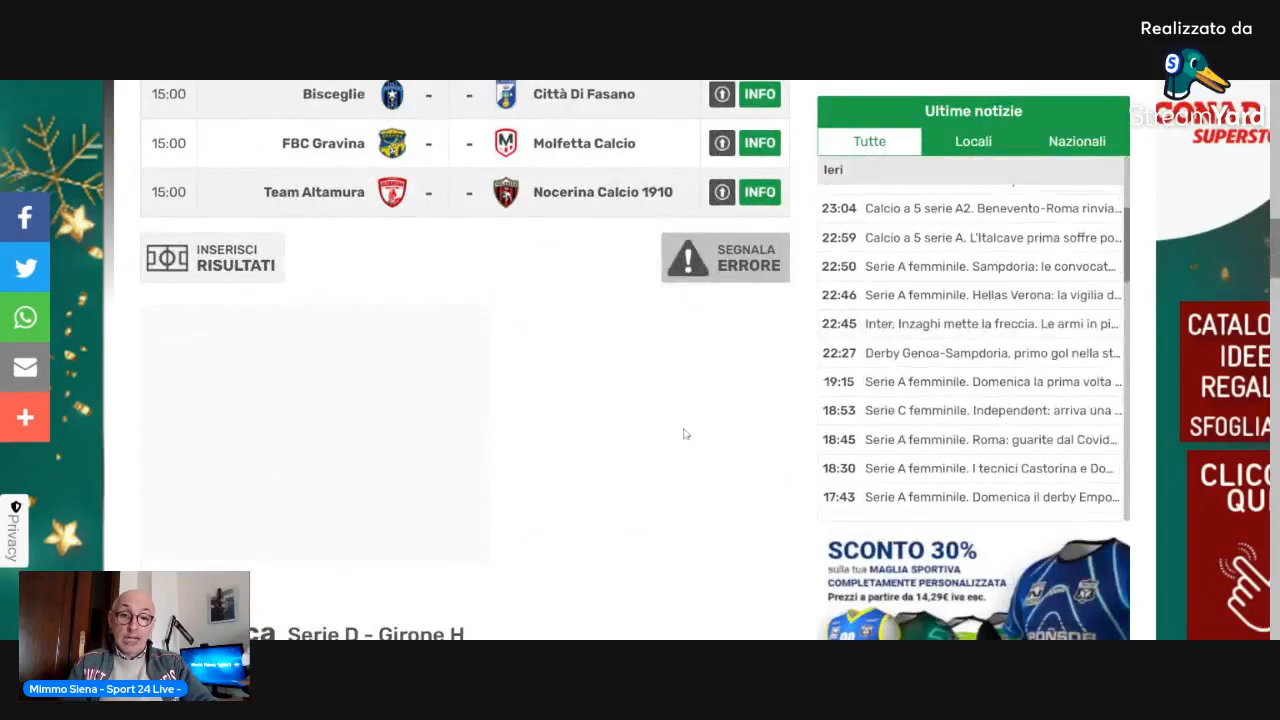 Realizzato da
StreamYard
15:00 Bisceglie - - Città Di Fasano INFO
15:00 FBC Gravina - - Molfetta Calcio INFO
15:00 Team Altamura - - Nocerina Calcio 1910 INFO
INSERISCI
RISULTATI
SEGNALA
ERRORE
Serie D - Girone H
Ultime notizie
Tutte Locali Nazionali
Ieri
23:04 Calcio a 5 serie A2. Benevento-Roma rinvia...
22:59 Calcio a 5 serie A. L'Italcave prima soffre po...
22:50 Serie A femminile. Sampdoria: le convocat...
22:46 Serie A femminile. Hellas Verona: la vigilia d...
22:45 Inter, Inzaghi mette la freccia. Le armi in pi...
22:27 Derby Genoa-Sampdoria, primo gol nella st...
19:15 Serie A femminile. Domenica la prima volta ...
18:53 Serie C femminile. Independent: arriva una ...
18:45 Serie A femminile. Roma: guarite dal Covid...
18:30 Serie A femminile. I tecnici Castorina e Do...
17:43 Serie A femminile. Domenica il derby Empo...
SCONTO 30%
sulla tua MAGLIA SPORTIVA
COMPLETAMENTE PERSONALIZZATA
Prezzi a partire da 14,29€ iva esc.
CONAD
SUPERSTO
CATALO
IDEE
REGAL
SFOGLIA
CLICC
QU
Privacy
Mimmo Siena - Sport 24 Live -